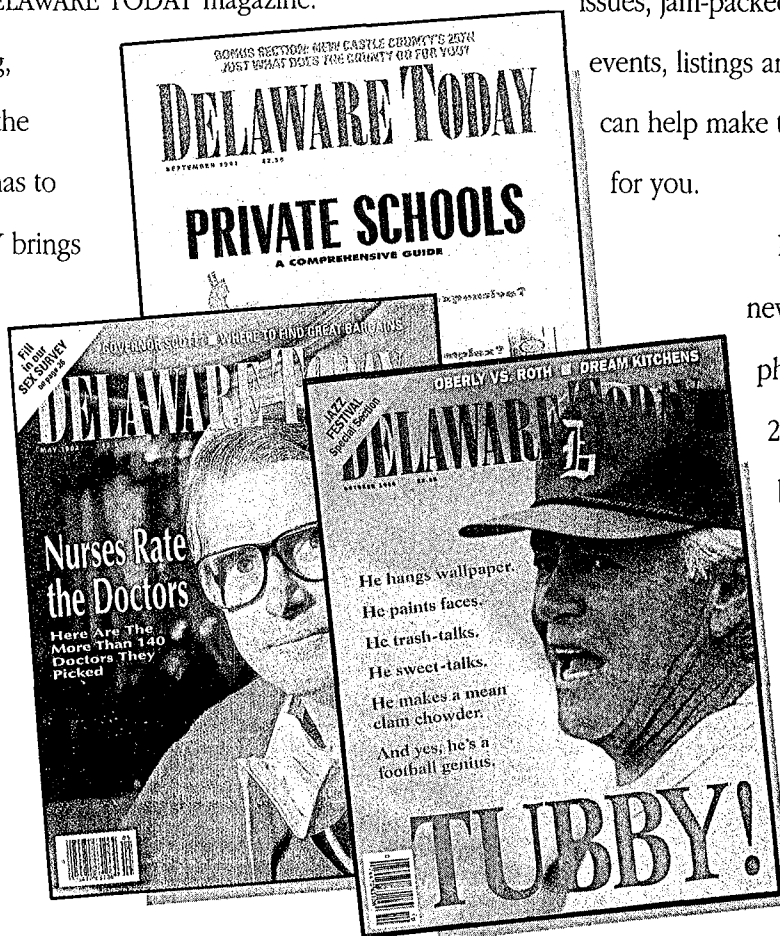 DELAWARE TODAY magazine.
the
has to
brings
issues, jam-packed
events, listings
can help make
for you.
BONUS SECTION: NEW CASTLE COUNTY'S 25TH
JUST WHAT DOES THE COUNTY DO FOR YOU?
DELAWARE TODAY
SEPTEMBER
PRIVATE SCHOOLS
A COMPREHENSIVE GUIDE
Fill
in our
SEX SURVEY
GOVERNOR SCOTT? ■ WHERE TO FIND GREAT BARGAINS
DELAWARE
MAY
Nurses Rate
the Doctors
Here Are The
More Than 140
Doctors They
Picked
OBERLY VS. ROTH ■ DREAM KITCHENS
JAZZ
FESTIVAL
Special Section
DELAWARE TODAY
OCTOBER
He hangs wallpaper.
He paints faces.
He trash-talks.
He sweet-talks.
He makes a mean
clam chowder.
And yes, he's a
football genius.
TUBBY!